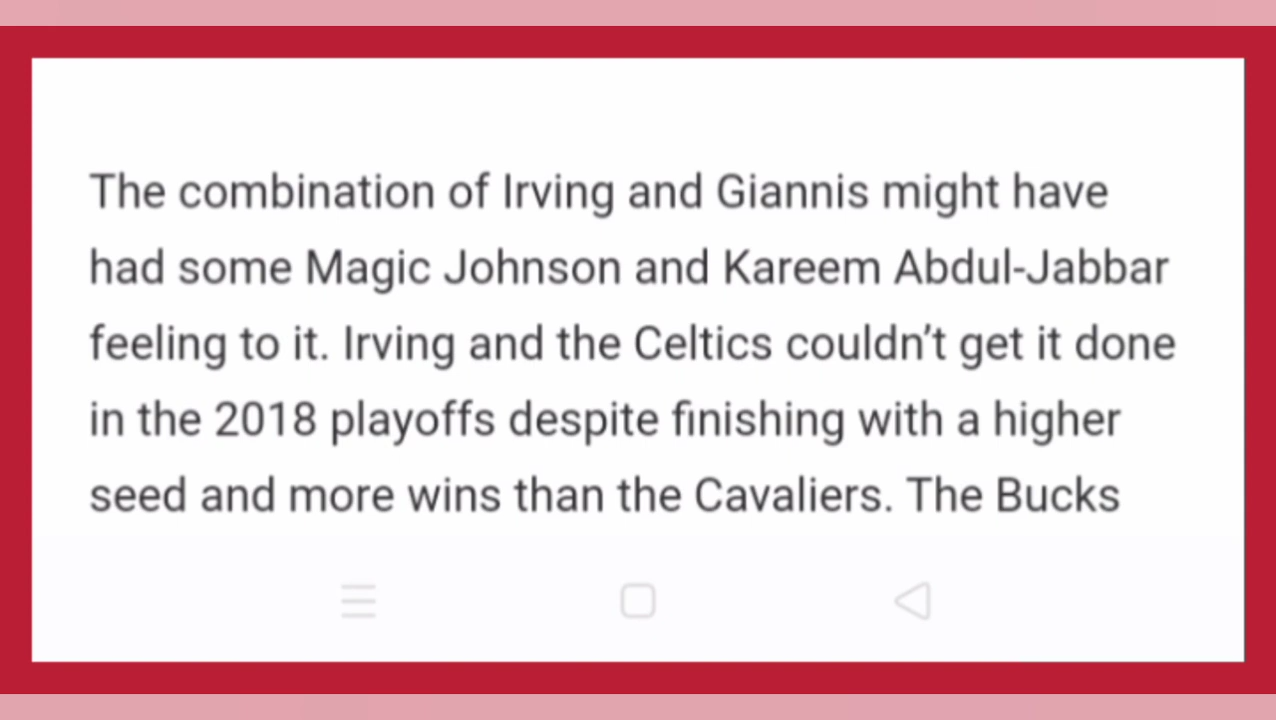 The combination of Irving and Giannis might have
had some Magic Johnson and Kareem Abdul-Jabbar
feeling to it. Irving and the Celtics couldn’t get it done
in the 2018 playoffs despite finishing with a higher
seed and more wins than the Cavaliers. The Bucks